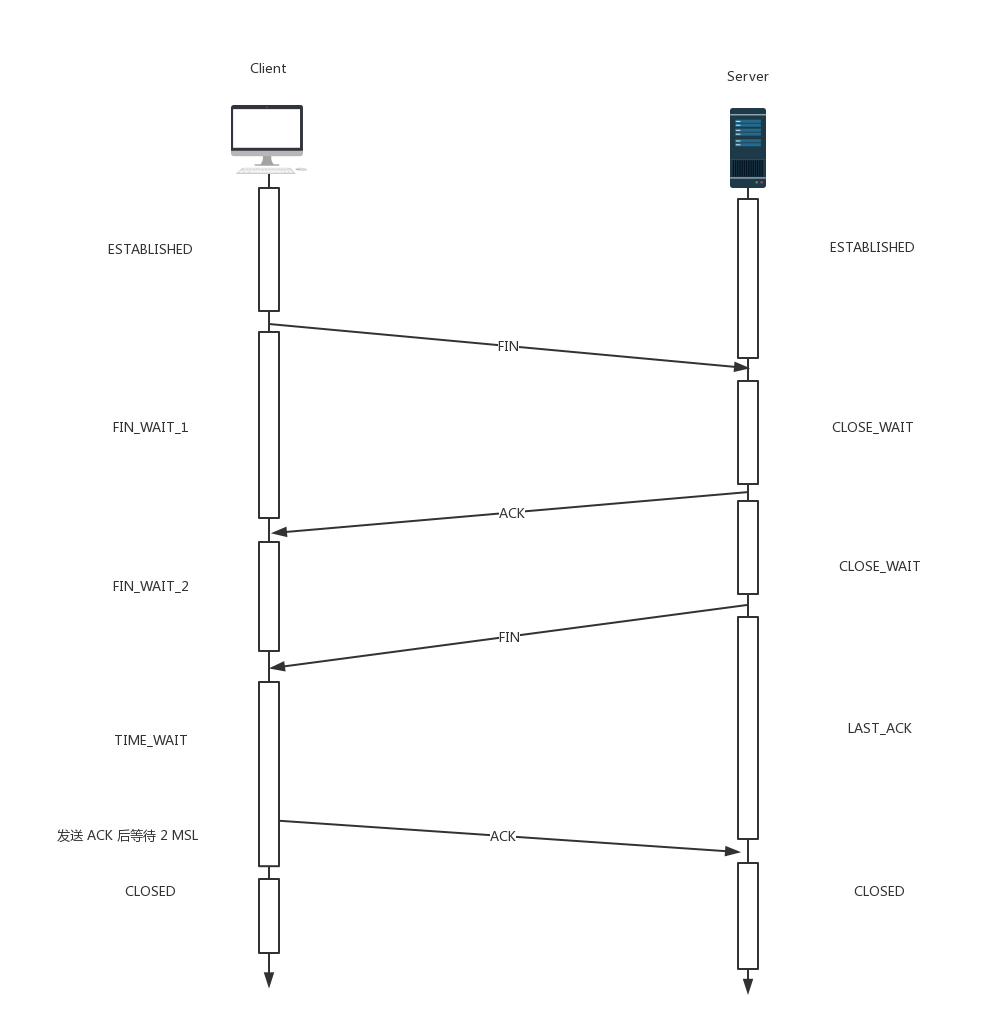 Client
Server
ESTABLISHED
ESTABLISHED
FIN
FIN_WAIT_1
CLOSE_WAIT
ACK
CLOSE_WAIT
FIN_WAIT_2
FIN
LAST_ACK
TIME_WAIT
发送 ACK 后等待 2 MSL
ACK
CLOSED
CLOSED